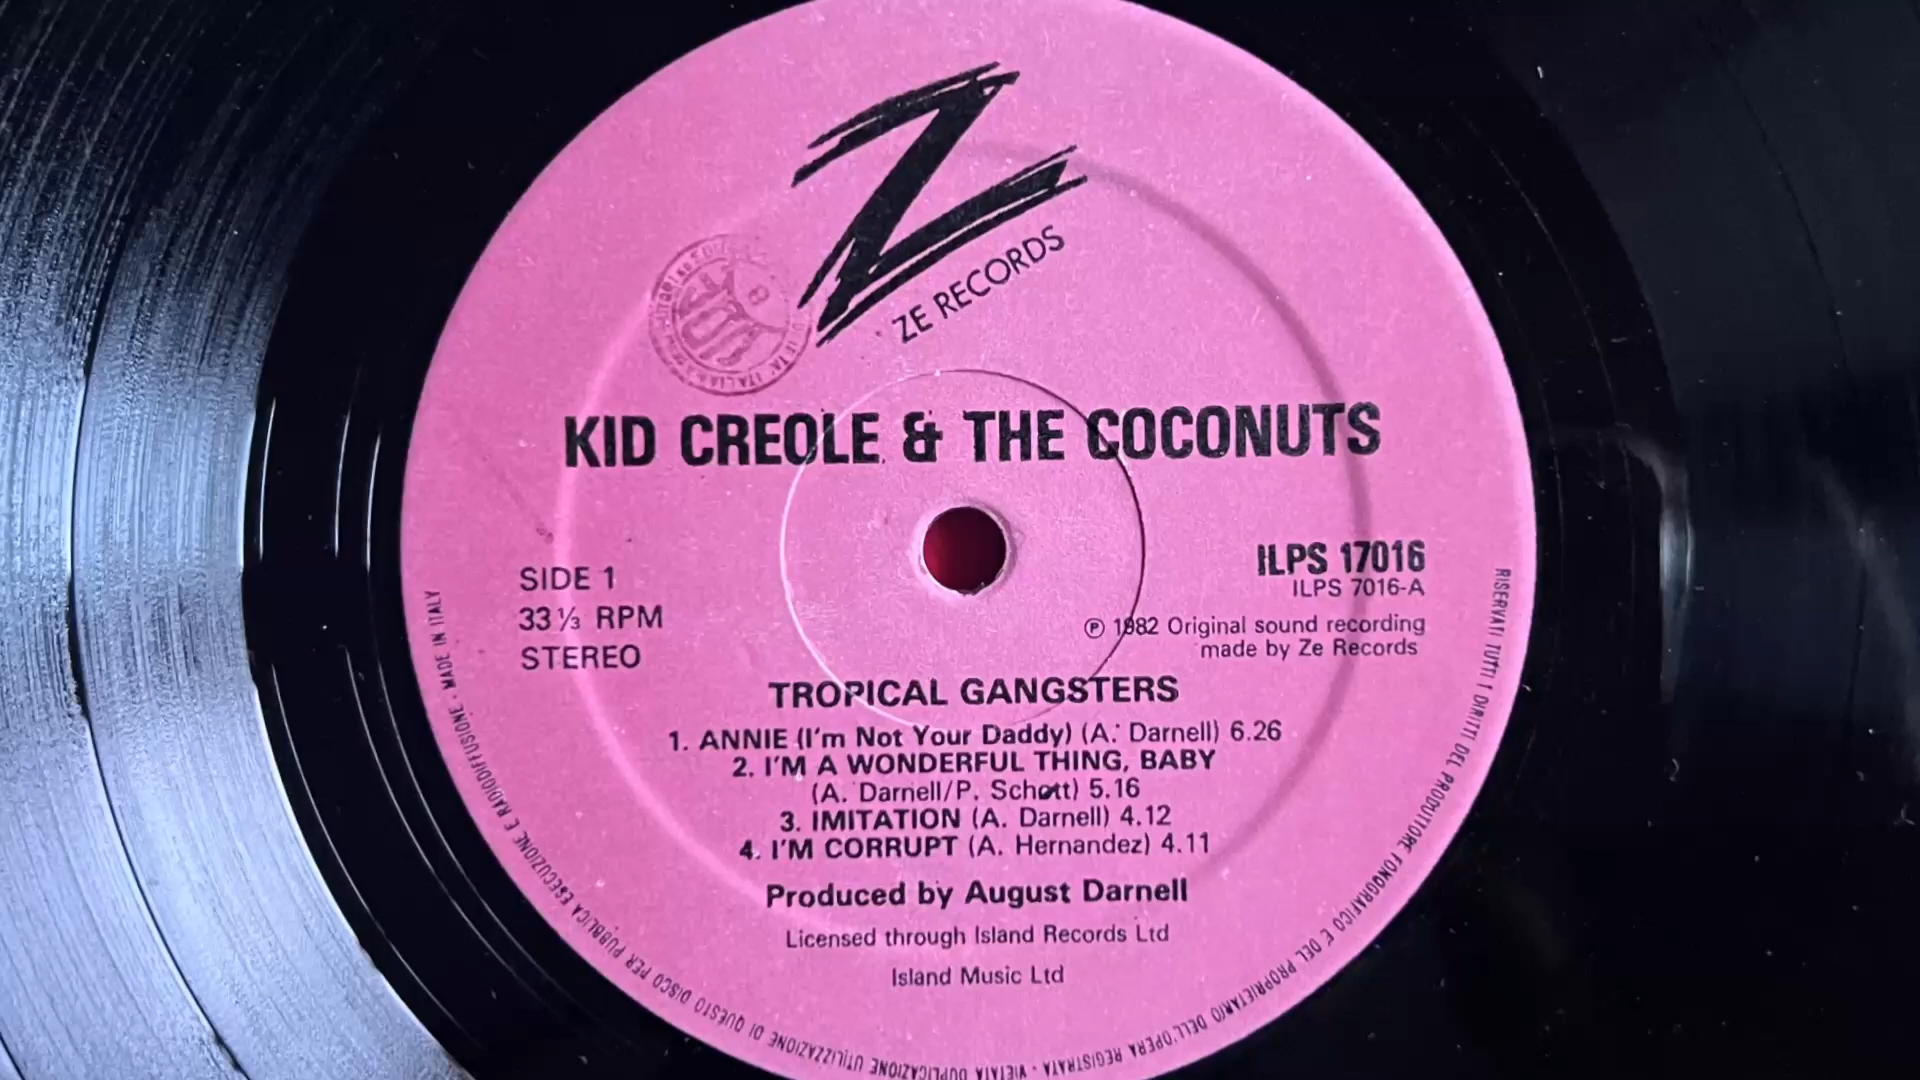 Z
ZE RECORDS
KID CREOLE & THE COCONUTS
SIDE 1
33⅓ RPM
STEREO
ILPS 17016
ILPS 7016-A
℗ 1982 Original sound recording
made by Ze Records
TROPICAL GANGSTERS
1. ANNIE (I'm Not Your Daddy) (A. Darnell) 6.26
2. I'M A WONDERFUL THING, BABY
(A. Darnell/P. Schott) 5.16
3. IMITATION (A. Darnell) 4.12
4. I'M CORRUPT (A. Hernandez) 4.11
Produced by August Darnell
Licensed through Island Records Ltd
Island Music Ltd
RISERVATI TUTTI I DIRITTI DEL PRODUTTORE FONOGRAFICO E DEL PROPRIETARIO DELL'OPERA REGISTRATA - VIETATA DUPLICAZIONE UTILIZZAZIONE DI QUESTO DISCO PER PUBBLICA ESECUZIONE E RADIODIFFUSIONE - MADE IN ITALY